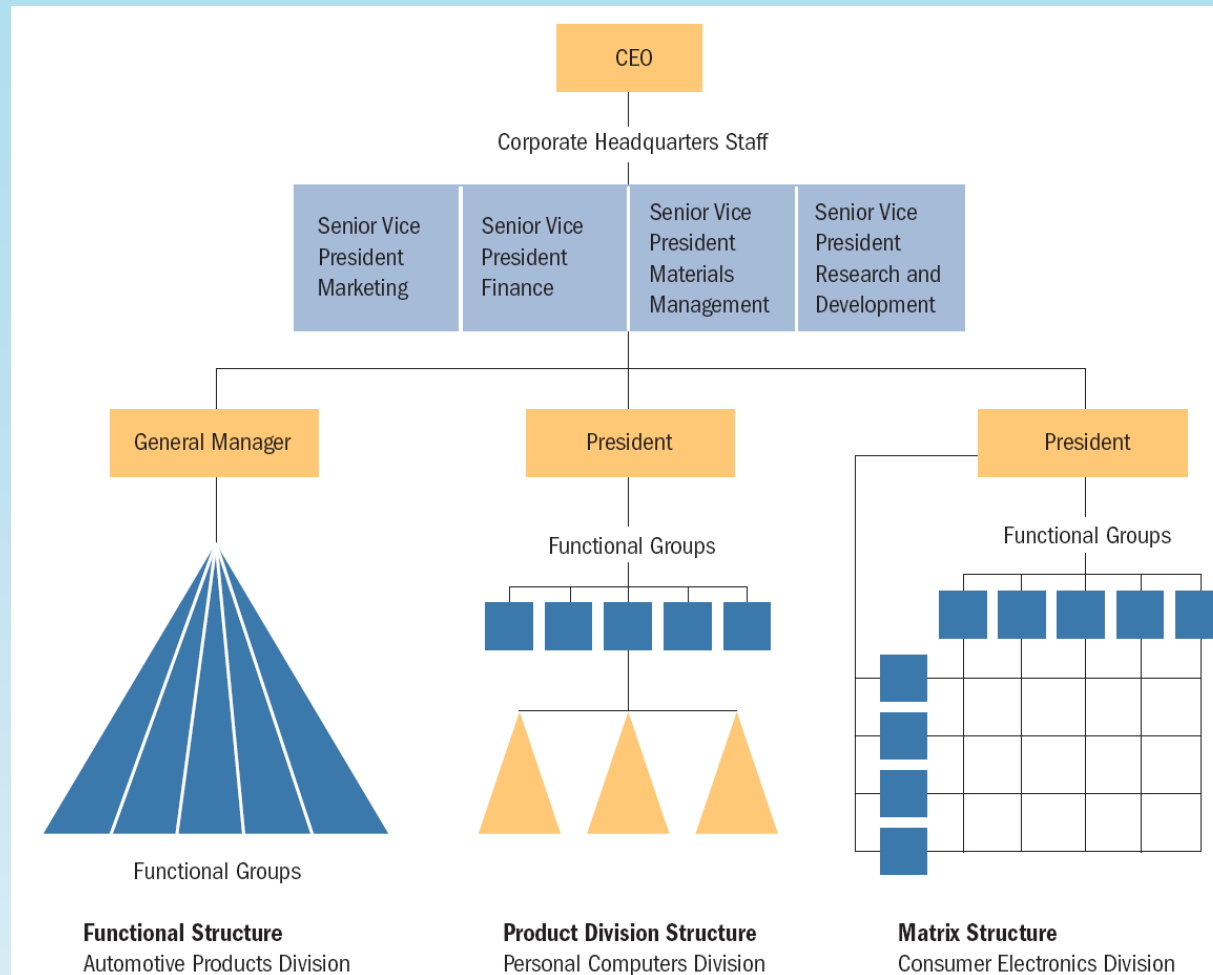 CEO
Corporate Headquarters Staff
Senior Vice
President
Marketing
Senior Vice
President
Finance
Senior Vice
President
Materials
Management
Senior Vice
President
Research and
Development
General Manager
President
President
Functional Groups
Functional Groups
Functional Groups
Functional Structure
Automotive Products Division
Product Division Structure
Personal Computers Division
Matrix Structure
Consumer Electronics Division